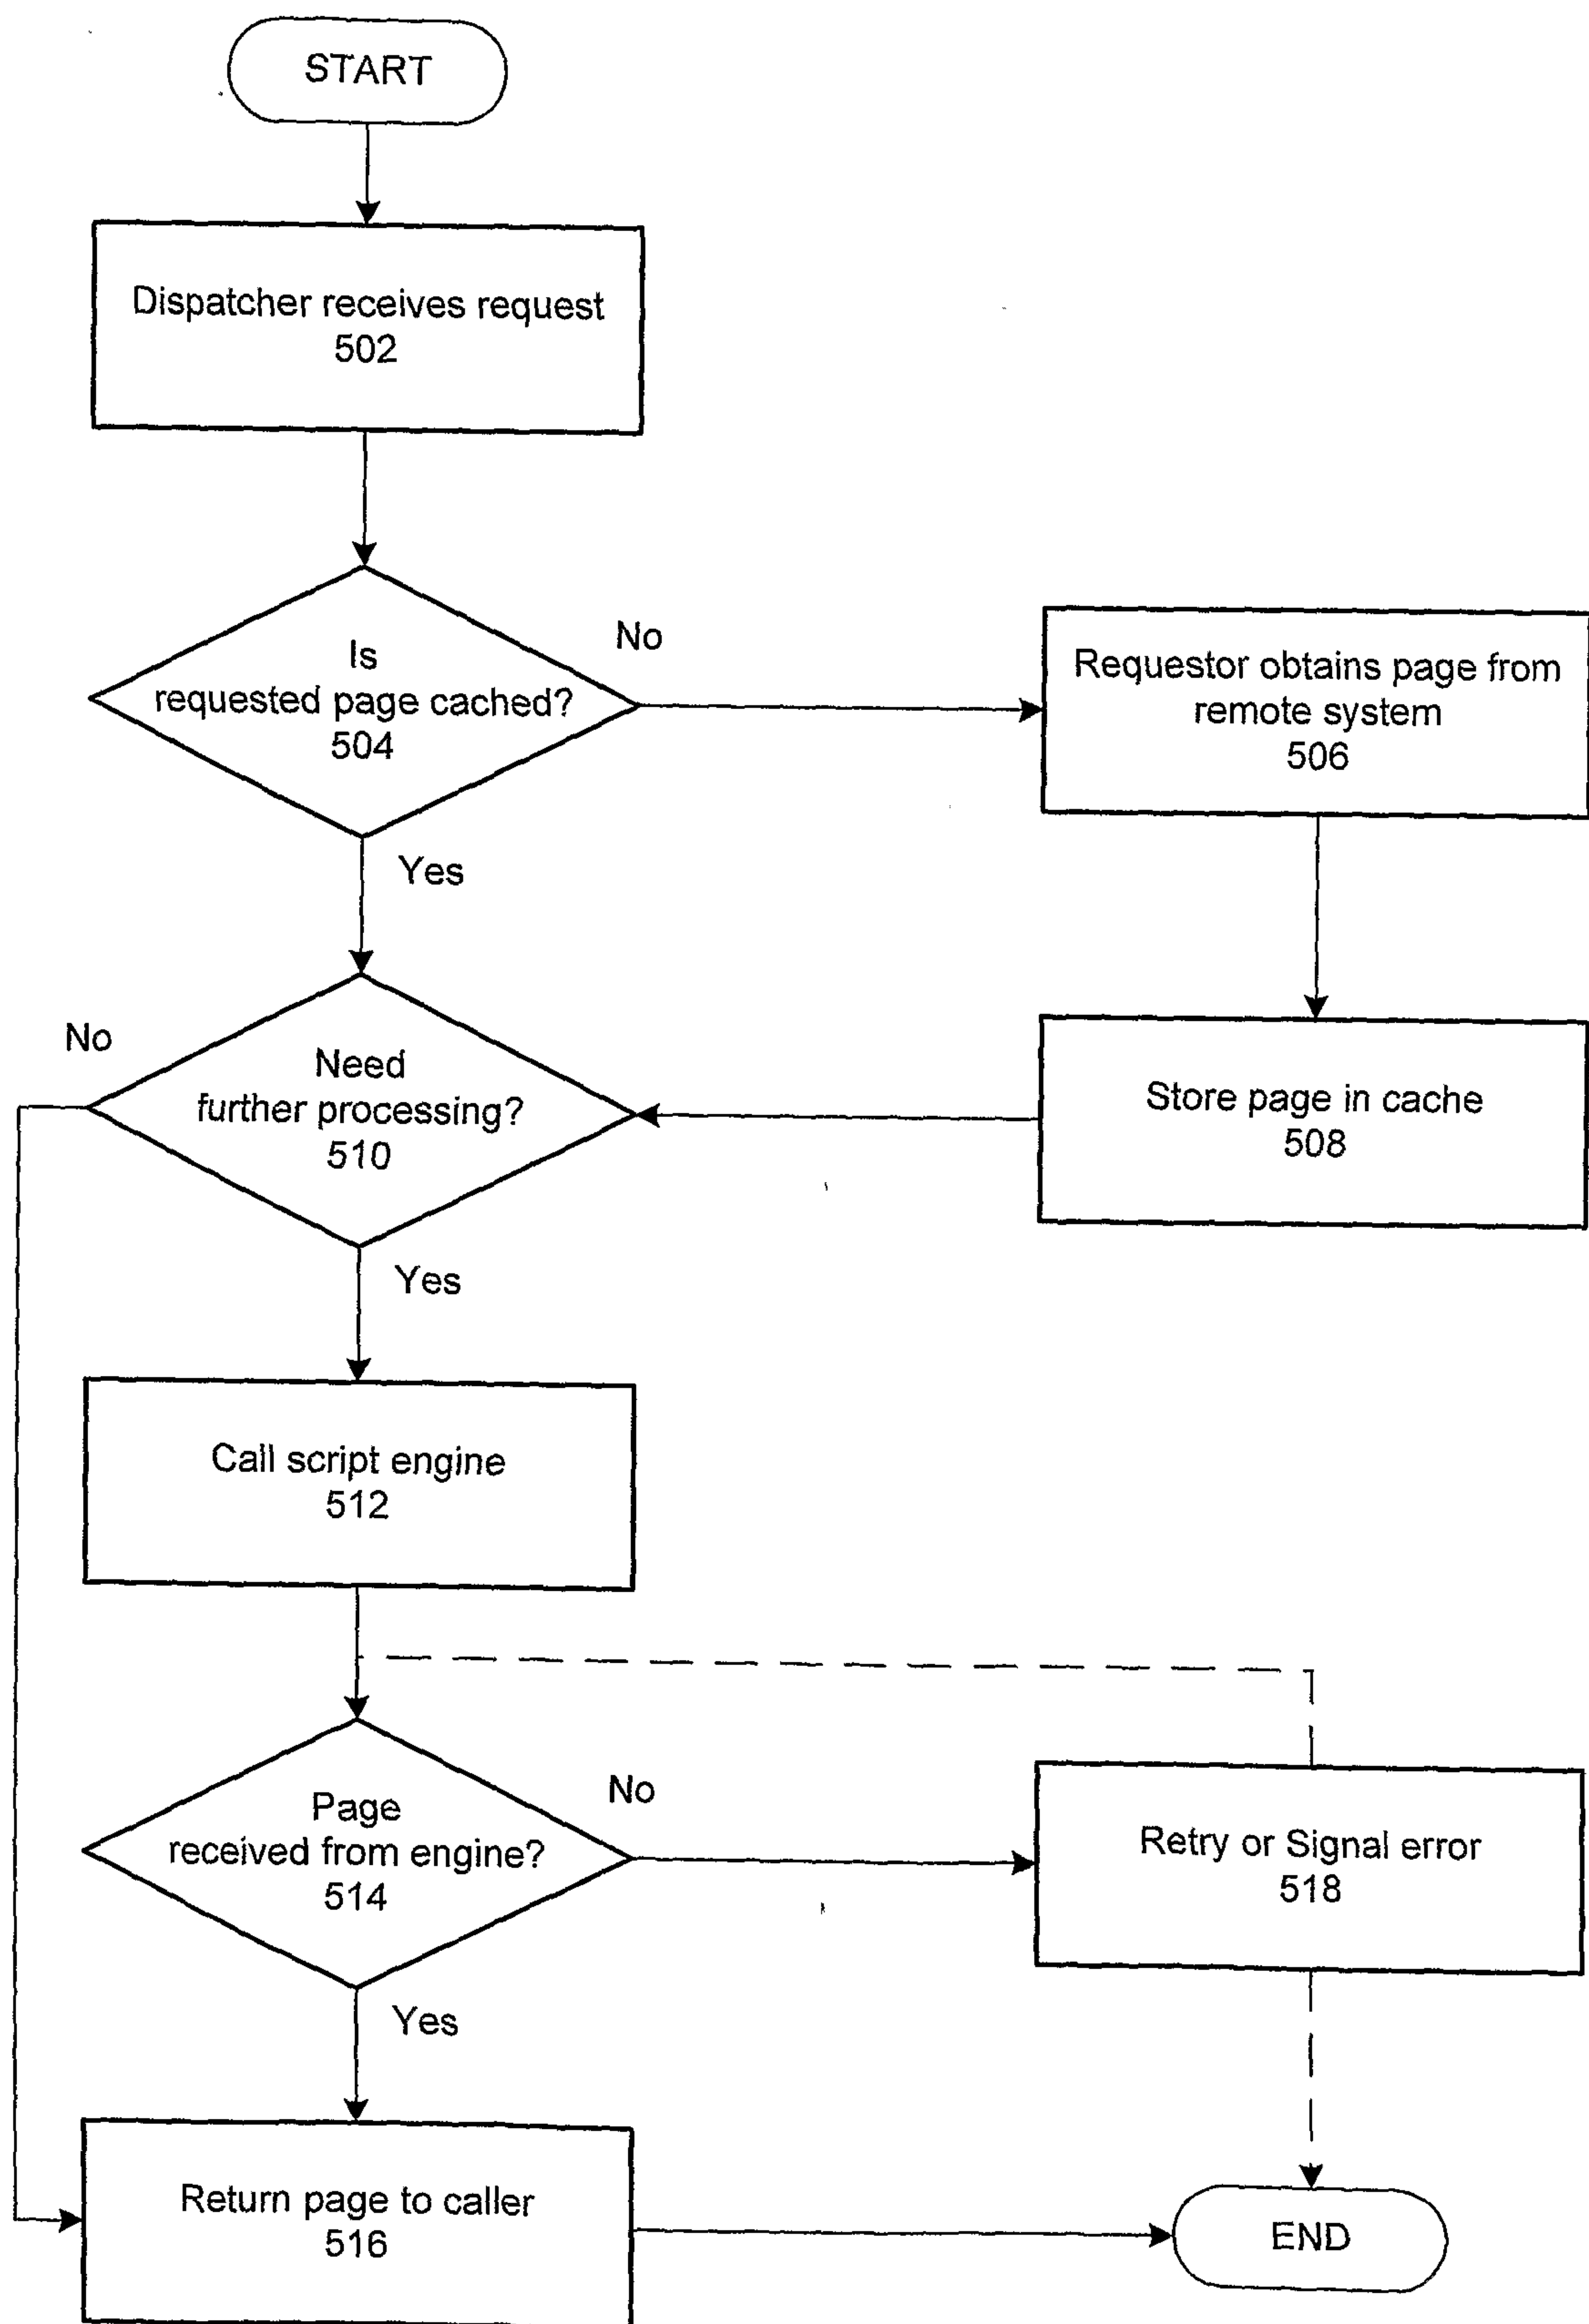 START
Dispatcher receives request
502
Is
requested page cached?
504
No
Requestor obtains page from
remote system
506
Yes
No
Need
further processing?
510
Store page in cache
508
Yes
Call script engine
512
Page
received from engine?
514
No
Retry or Signal error
518
Yes
Return page to caller
516
END